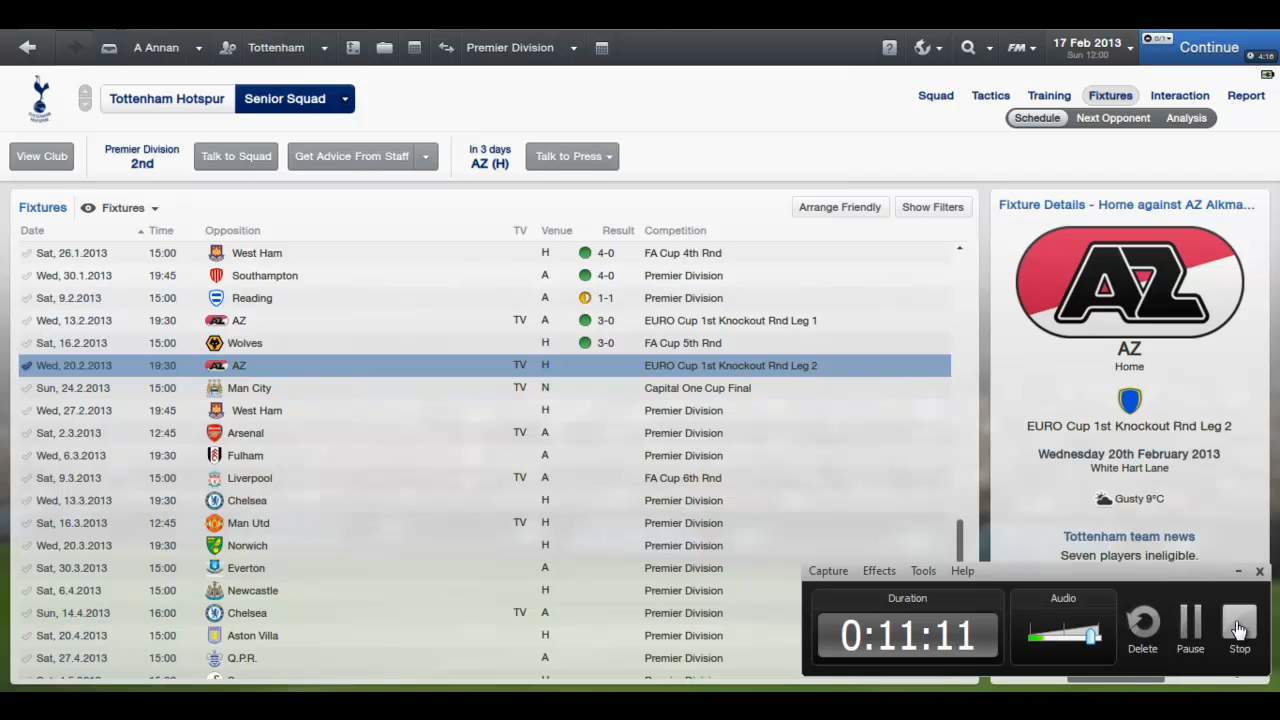 A Annan Tottenham Premier Division FM 17 Feb 2013 Sun 12:00 0/1 Continue 4:16
Tottenham Hotspur Senior Squad Squad Tactics Training Fixtures Interaction Report
Schedule Next Opponent Analysis
View Club Premier Division 2nd Talk to Squad Get Advice From Staff In 3 days AZ (H) Talk to Press
Fixtures Fixtures Arrange Friendly Show Filters
Date Time Opposition TV Venue Result Competition
Sat, 26.1.2013 15:00 West Ham H 4-0 FA Cup 4th Rnd
Wed, 30.1.2013 19:45 Southampton A 4-0 Premier Division
Sat, 9.2.2013 15:00 Reading A 1-1 Premier Division
Wed, 13.2.2013 19:30 AZ TV A 3-0 EURO Cup 1st Knockout Rnd Leg 1
Sat, 16.2.2013 15:00 Wolves H 3-0 FA Cup 5th Rnd
Wed, 20.2.2013 19:30 AZ TV H EURO Cup 1st Knockout Rnd Leg 2
Sun, 24.2.2013 15:00 Man City TV N Capital One Cup Final
Wed, 27.2.2013 19:45 West Ham H Premier Division
Sat, 2.3.2013 12:45 Arsenal TV A Premier Division
Wed, 6.3.2013 19:30 Fulham A Premier Division
Sat, 9.3.2013 15:00 Liverpool TV A FA Cup 6th Rnd
Wed, 13.3.2013 19:30 Chelsea H Premier Division
Sat, 16.3.2013 12:45 Man Utd TV H Premier Division
Wed, 20.3.2013 19:30 Norwich H Premier Division
Sat, 30.3.2013 15:00 Everton A Premier Division
Sat, 6.4.2013 15:00 Newcastle H Premier Division
Sun, 14.4.2013 16:00 Chelsea TV A Premier Division
Sat, 20.4.2013 15:00 Aston Villa H Premier Division
Sat, 27.4.2013 15:00 Q.P.R. A Premier Division
Fixture Details - Home against AZ Alkma...
AZ
AZ
Home
EURO Cup 1st Knockout Rnd Leg 2
Wednesday 20th February 2013
White Hart Lane
Gusty 9°C
Tottenham team news
Seven players ineligible.
Capture Effects Tools Help
Duration Audio
0:11:11
Delete Pause Stop